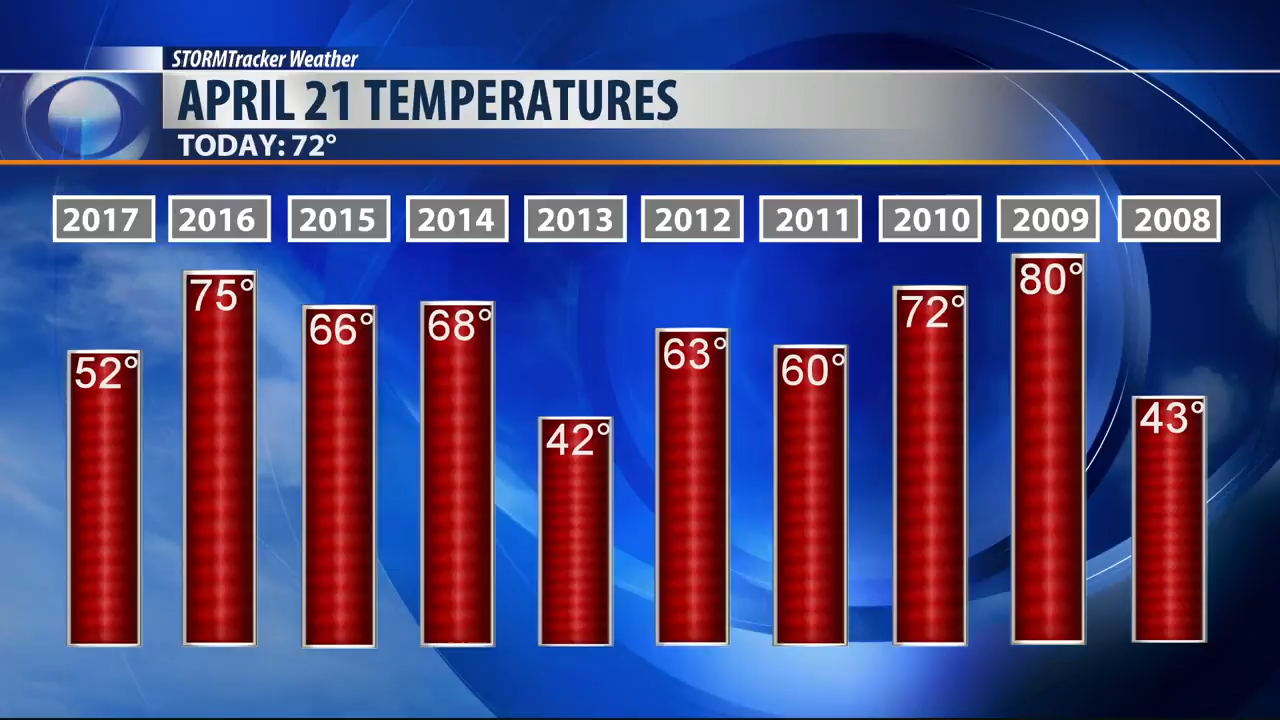 STORMTracker Weather
APRIL 21 TEMPERATURES
TODAY: 72°
2017 2016 2015 2014 2013 2012 2011 2010 2009 2008
52° 75° 66° 68° 42° 63° 60° 72° 80° 43°